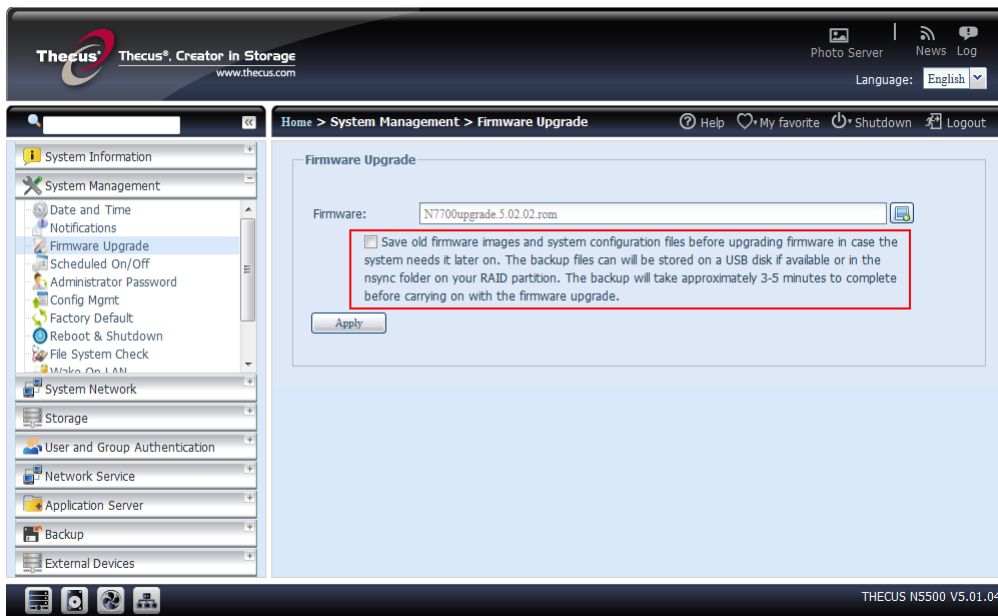 Thecus® Thecus®, Creator in Storage
www.thecus.com
Photo Server News Log
Language: English
Home > System Management > Firmware Upgrade Help My favorite Shutdown Logout
System Information
System Management
Date and Time
Notifications
Firmware Upgrade
Scheduled On/Off
Administrator Password
Config Mgmt
Factory Default
Reboot & Shutdown
File System Check
Wake On LAN
System Network
Storage
User and Group Authentication
Network Service
Application Server
Backup
External Devices
Firmware Upgrade
Firmware: N7700upgrade.5.02.02.rom
Save old firmware images and system configuration files before upgrading firmware in case the
system needs it later on. The backup files can will be stored on a USB disk if available or in the
nsync folder on your RAID partition. The backup will take approximately 3-5 minutes to complete
before carrying on with the firmware upgrade.
Apply
THECUS N5500 V5.01.04